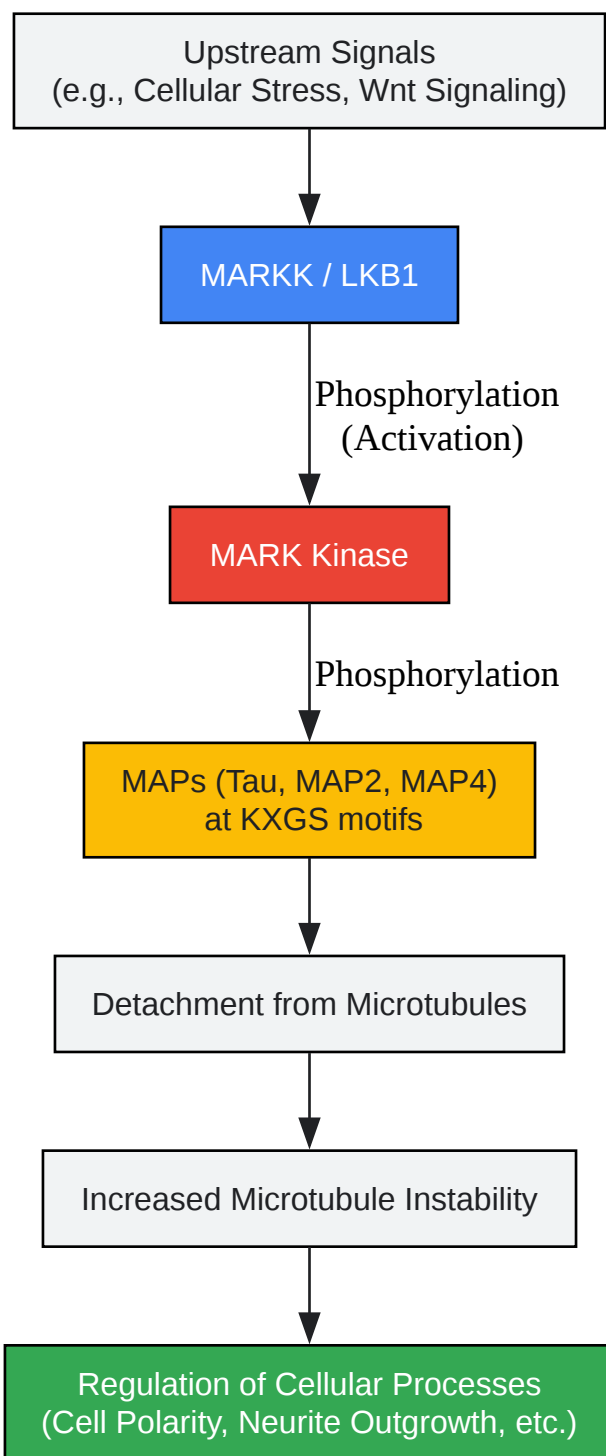 Upstream Signals
(e.g., Cellular Stress, Wnt Signaling)
MARKK / LKB1
Phosphorylation
(Activation)
MARK Kinase
Phosphorylation
MAPs (Tau, MAP2, MAP4)
at KXGS motifs
Detachment from Microtubules
Increased Microtubule Instability
Regulation of Cellular Processes
(Cell Polarity, Neurite Outgrowth, etc.)